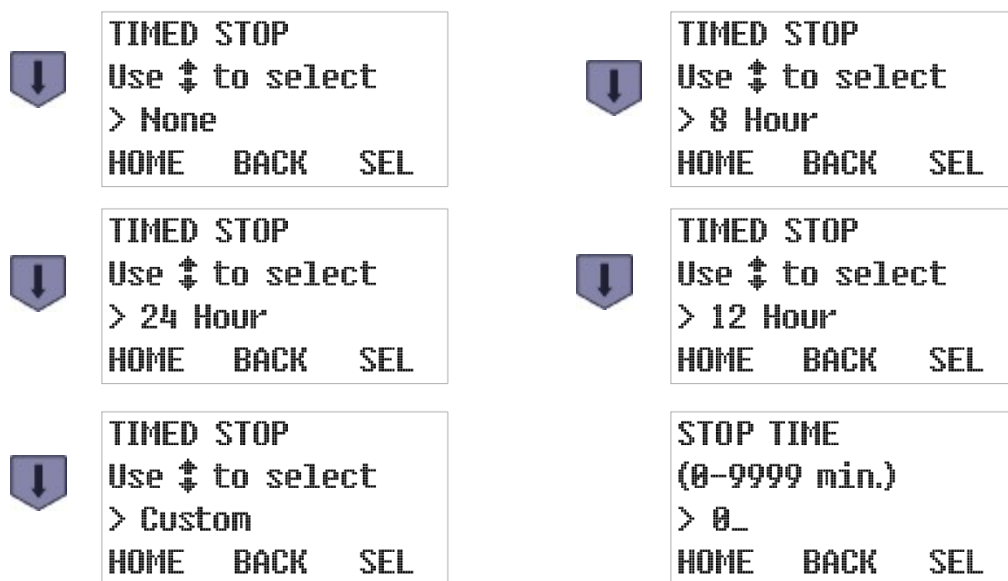 TIMED STOP
Use ↕ to select
> None
HOME BACK SEL
TIMED STOP
Use ↕ to select
> 8 Hour
HOME BACK SEL
TIMED STOP
Use ↕ to select
> 24 Hour
HOME BACK SEL
TIMED STOP
Use ↕ to select
> 12 Hour
HOME BACK SEL
TIMED STOP
Use ↕ to select
> Custom
HOME BACK SEL
STOP TIME
(0-9999 min.)
> 0_
HOME BACK SEL